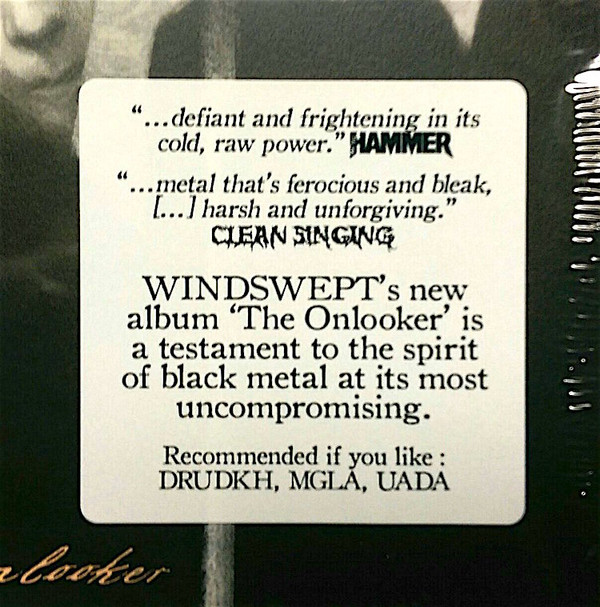 “...defiant and frightening in its
cold, raw power.” HAMMER
“...metal that's ferocious and bleak,
[...] harsh and unforgiving.”
CLEAN SINGING
WINDSWEPT's new
album ‘The Onlooker’ is
a testament to the spirit
of black metal at its most
uncompromising.
Recommended if you like :
DRUDKH, MGLA, UADA
nlooker